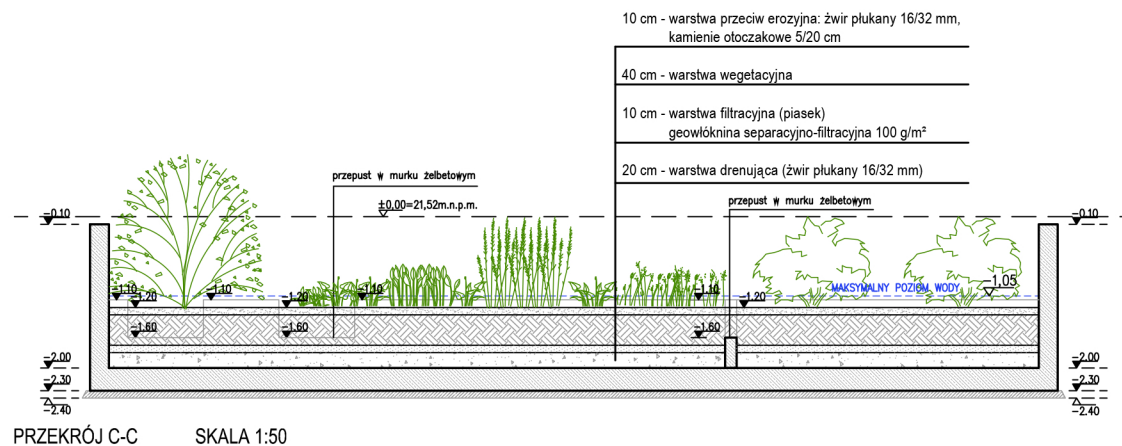 10 cm - warstwa przeciw erozyjna: żwir płukany 16/32 mm,
kamienie otoczakowe 5/20 cm
40 cm - warstwa wegetacyjna
10 cm - warstwa filtracyjna (piasek)
geowłóknina separacyjno-filtracyjna 100 g/m²
20 cm - warstwa drenująca (żwir płukany 16/32 mm)
przepust w murku żelbetowym
przepust w murku żelbetowym
±0,00=21,52m.n.p.m.
-0.10
-0.10
-1,05
MAKSYMALNY POZIOM WODY
-1.10
-1.10
-1.10
-1.10
-1.20
-1.20
-1.20
-1.60
-1.60
-1.60
-2.00
-2.00
-2.30
-2.30
-2.40
-2.40
PRZEKRÓJ C-C SKALA 1:50